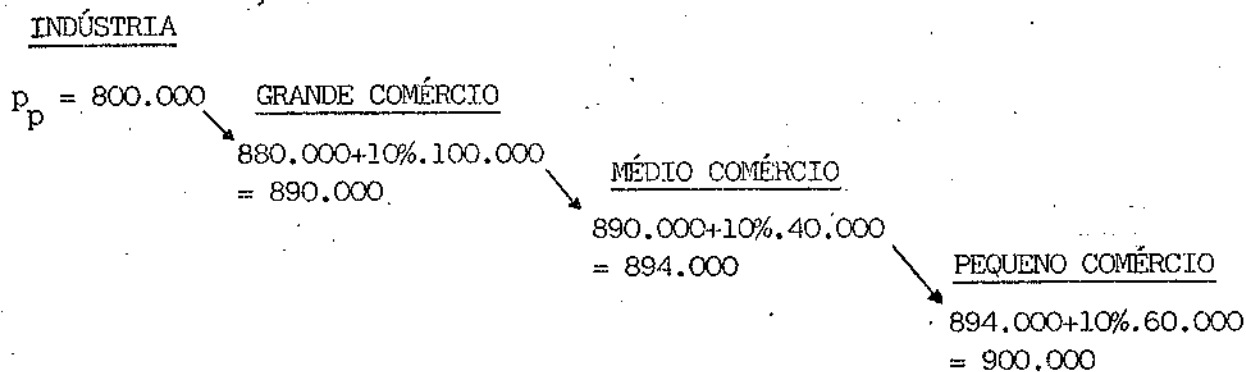 INDÚSTRIA
p_p = 800.000
GRANDE COMÉRCIO
880.000+10%.100.000
= 890.000
MÉDIO COMÉRCIO
890.000+10%.40.000
= 894.000
PEQUENO COMÉRCIO
894.000+10%.60.000
= 900.000